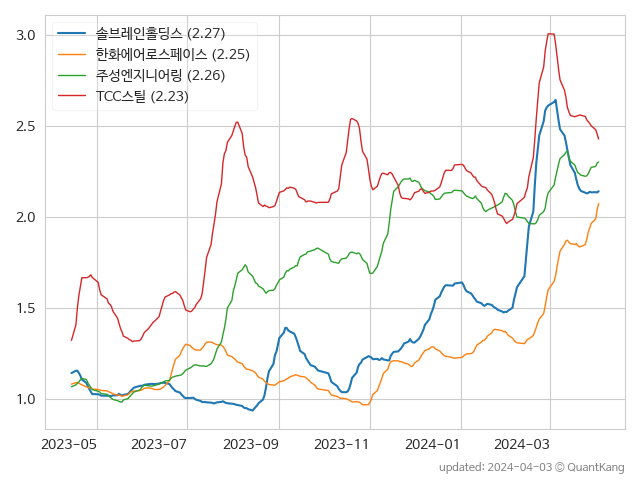 솔브레인홀딩스 (2.27)
한화에어로스페이스 (2.25)
주성엔지니어링 (2.26)
TCC스틸 (2.23)
3.0
2.5
2.0
1.5
1.0
2023-05 2023-07 2023-09 2023-11 2024-01 2024-03
updated: 2024-04-03 © QuantKang